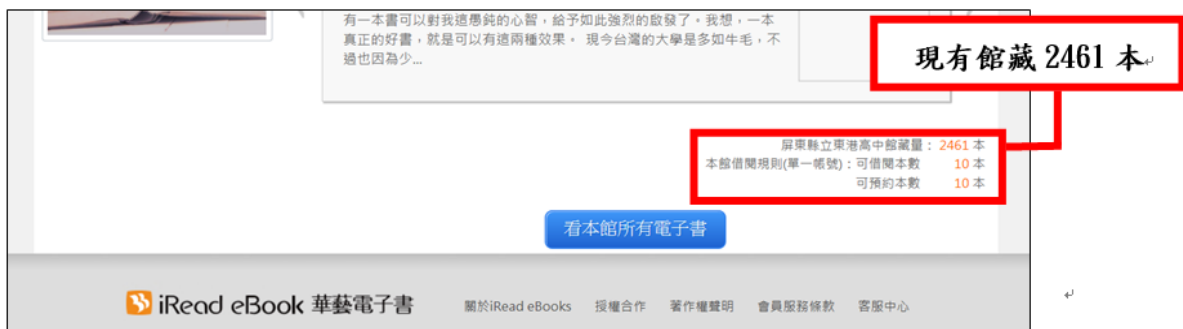 有一本書可以對我這愚鈍的心智，給予如此強烈的啟發了。我想，一本
真正的好書，就是可以有這兩種效果。 現今台灣的大學是多如牛毛，不
過也因為少...
現有館藏 2461 本
屏東縣立東港高中館藏量： 2461 本
本館借閱規則(單一帳號)：可借閱本數 10 本
可預約本數 10 本
看本館所有電子書
iRead eBook 華藝電子書
關於iRead eBooks 授權合作 著作權聲明 會員服務條款 客服中心